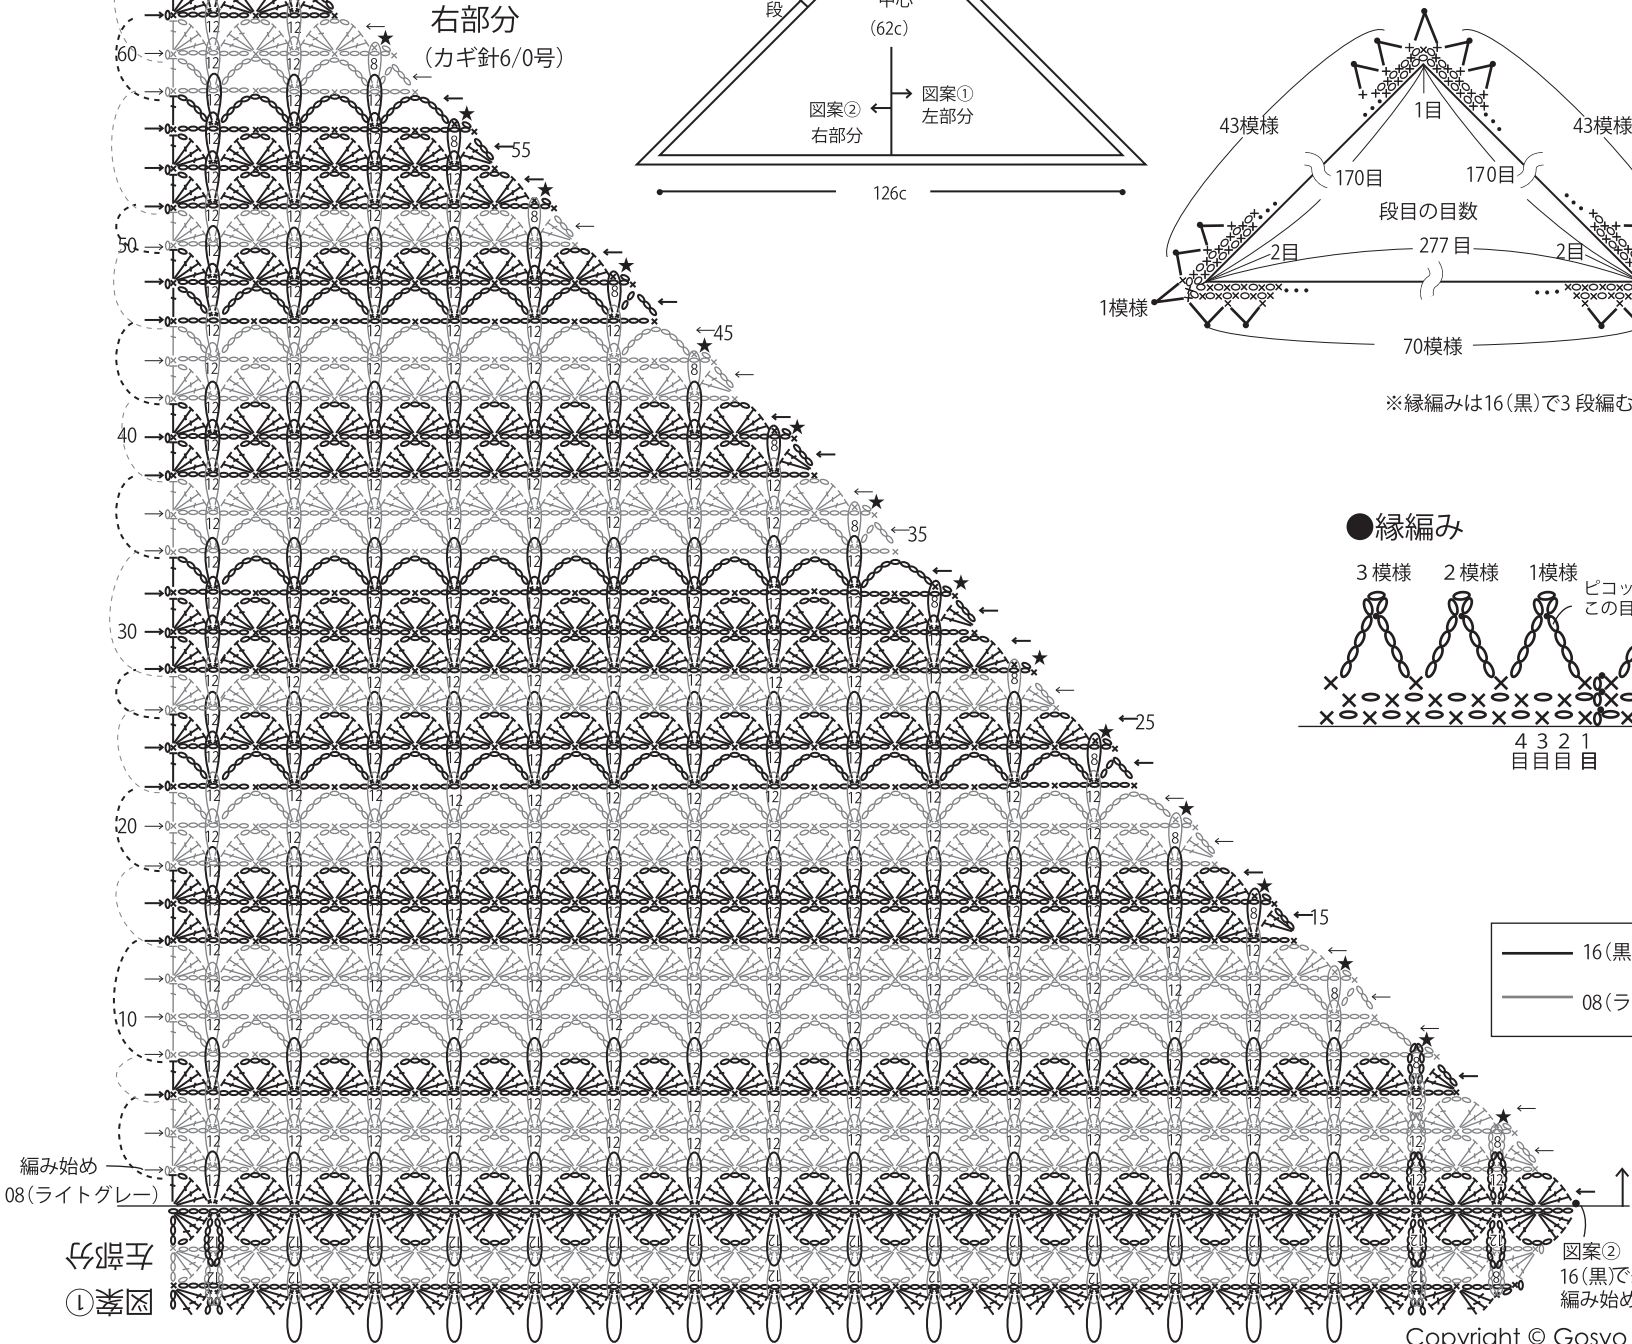 右部分
（カギ針6/0号）
段
（62c）
図案②
右部分
図案①
左部分
126c
43模様
43模様
1目
170目
170目
段目の目数
2目
277目
2目
1模様
70模様
※縁編みは16（黒）で3段編む
●縁編み
3模様
2模様
1模様
ピコッ
この目
4 3 2 1
目目目目
60
55
50
45
40
35
30
25
20
15
10
12
8
16（黒
08（ラ
編み始め
08（ライトグレー）
左部分
図案①
図案②
16（黒）で
編み始め
Copyright © Gosyo